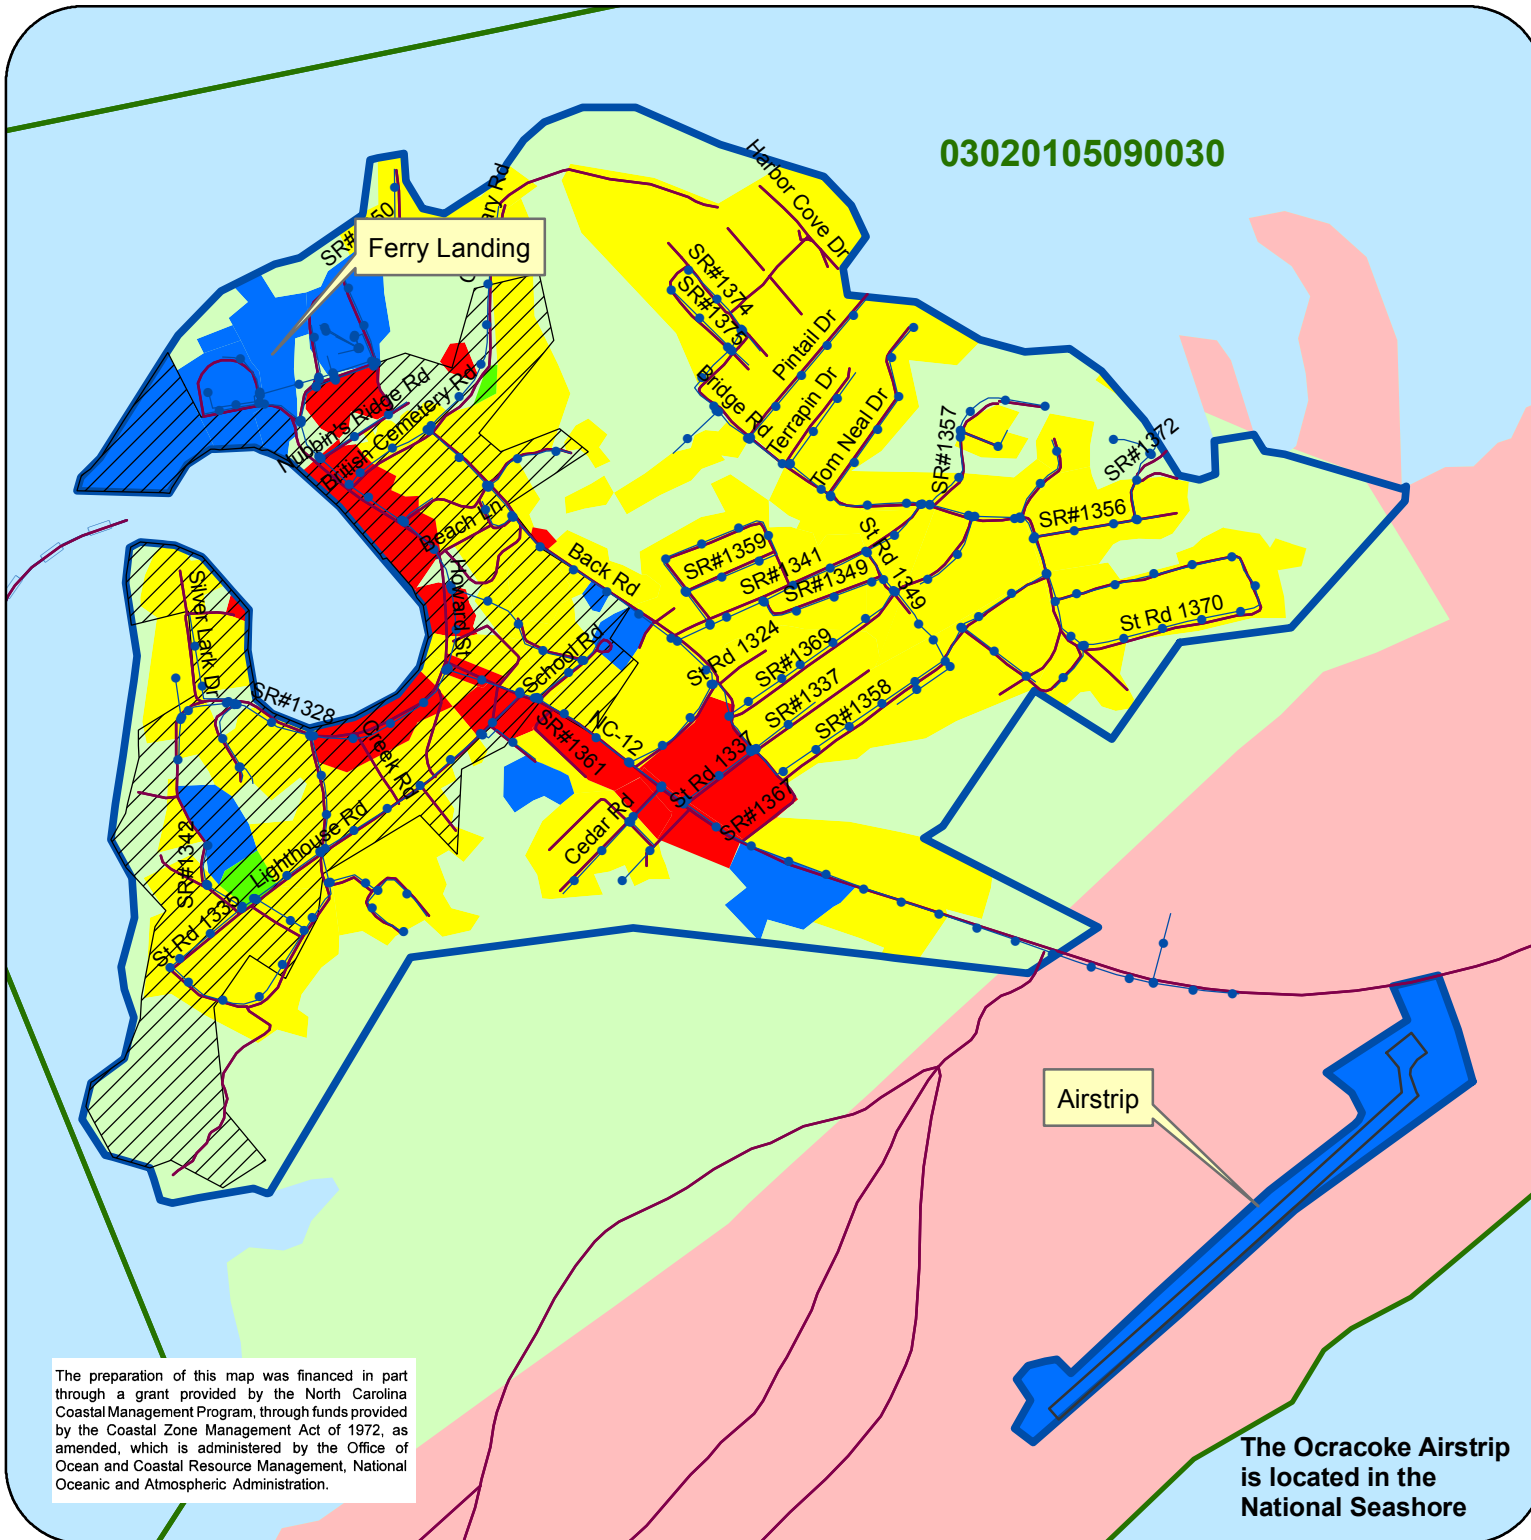 03020105090030
Harbor Cove Dr
ary Rd
SR#
50
Ferry Landing
SR#1374
SR#1375
Pintail Dr
Bridge Rd
Terrapin Dr
Tom Neal Dr
Nubbin's Ridge Rd
British Cemetery Rd
SR#1357
SR#1372
SR#1356
Beach Ln
Back Rd
St Rd 1349
SR#1359
SR#1341
SR#1349
Howard St
Silver Lark Dr
St Rd 1370
School Rd
St Rd 1324
SR#1369
SR#1337
SR#1358
SR#1328
Creek Rd
NC-12
SR#1361
St Rd 1337
SR#1367
Cedar Rd
Lighthouse Rd
SR#1342
St Rd 1335
Airstrip
The preparation of this map was financed in part
through a grant provided by the North Carolina
Coastal Management Program, through funds provided
by the Coastal Zone Management Act of 1972, as
amended, which is administered by the Office of
Ocean and Coastal Resource Management, National
Oceanic and Atmospheric Administration.
The Ocracoke Airstrip
is located in the
National Seashore